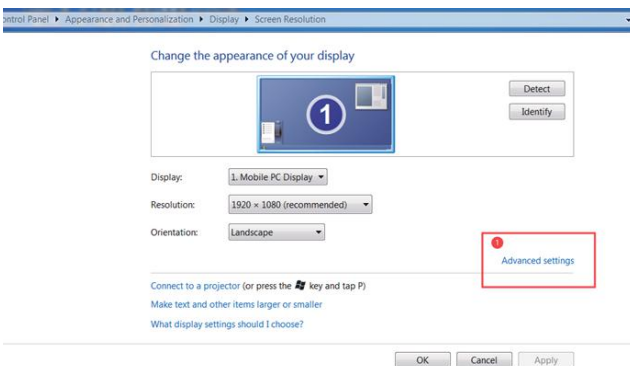 ontrol Panel ▸ Appearance and Personalization ▸ Display ▸ Screen Resolution
Change the appearance of your display
1
Detect
Identify
Display: 1. Mobile PC Display
Resolution: 1920 × 1080 (recommended)
Orientation: Landscape
1
Advanced settings
Connect to a projector (or press the key and tap P)
Make text and other items larger or smaller
What display settings should I choose?
OK Cancel Apply